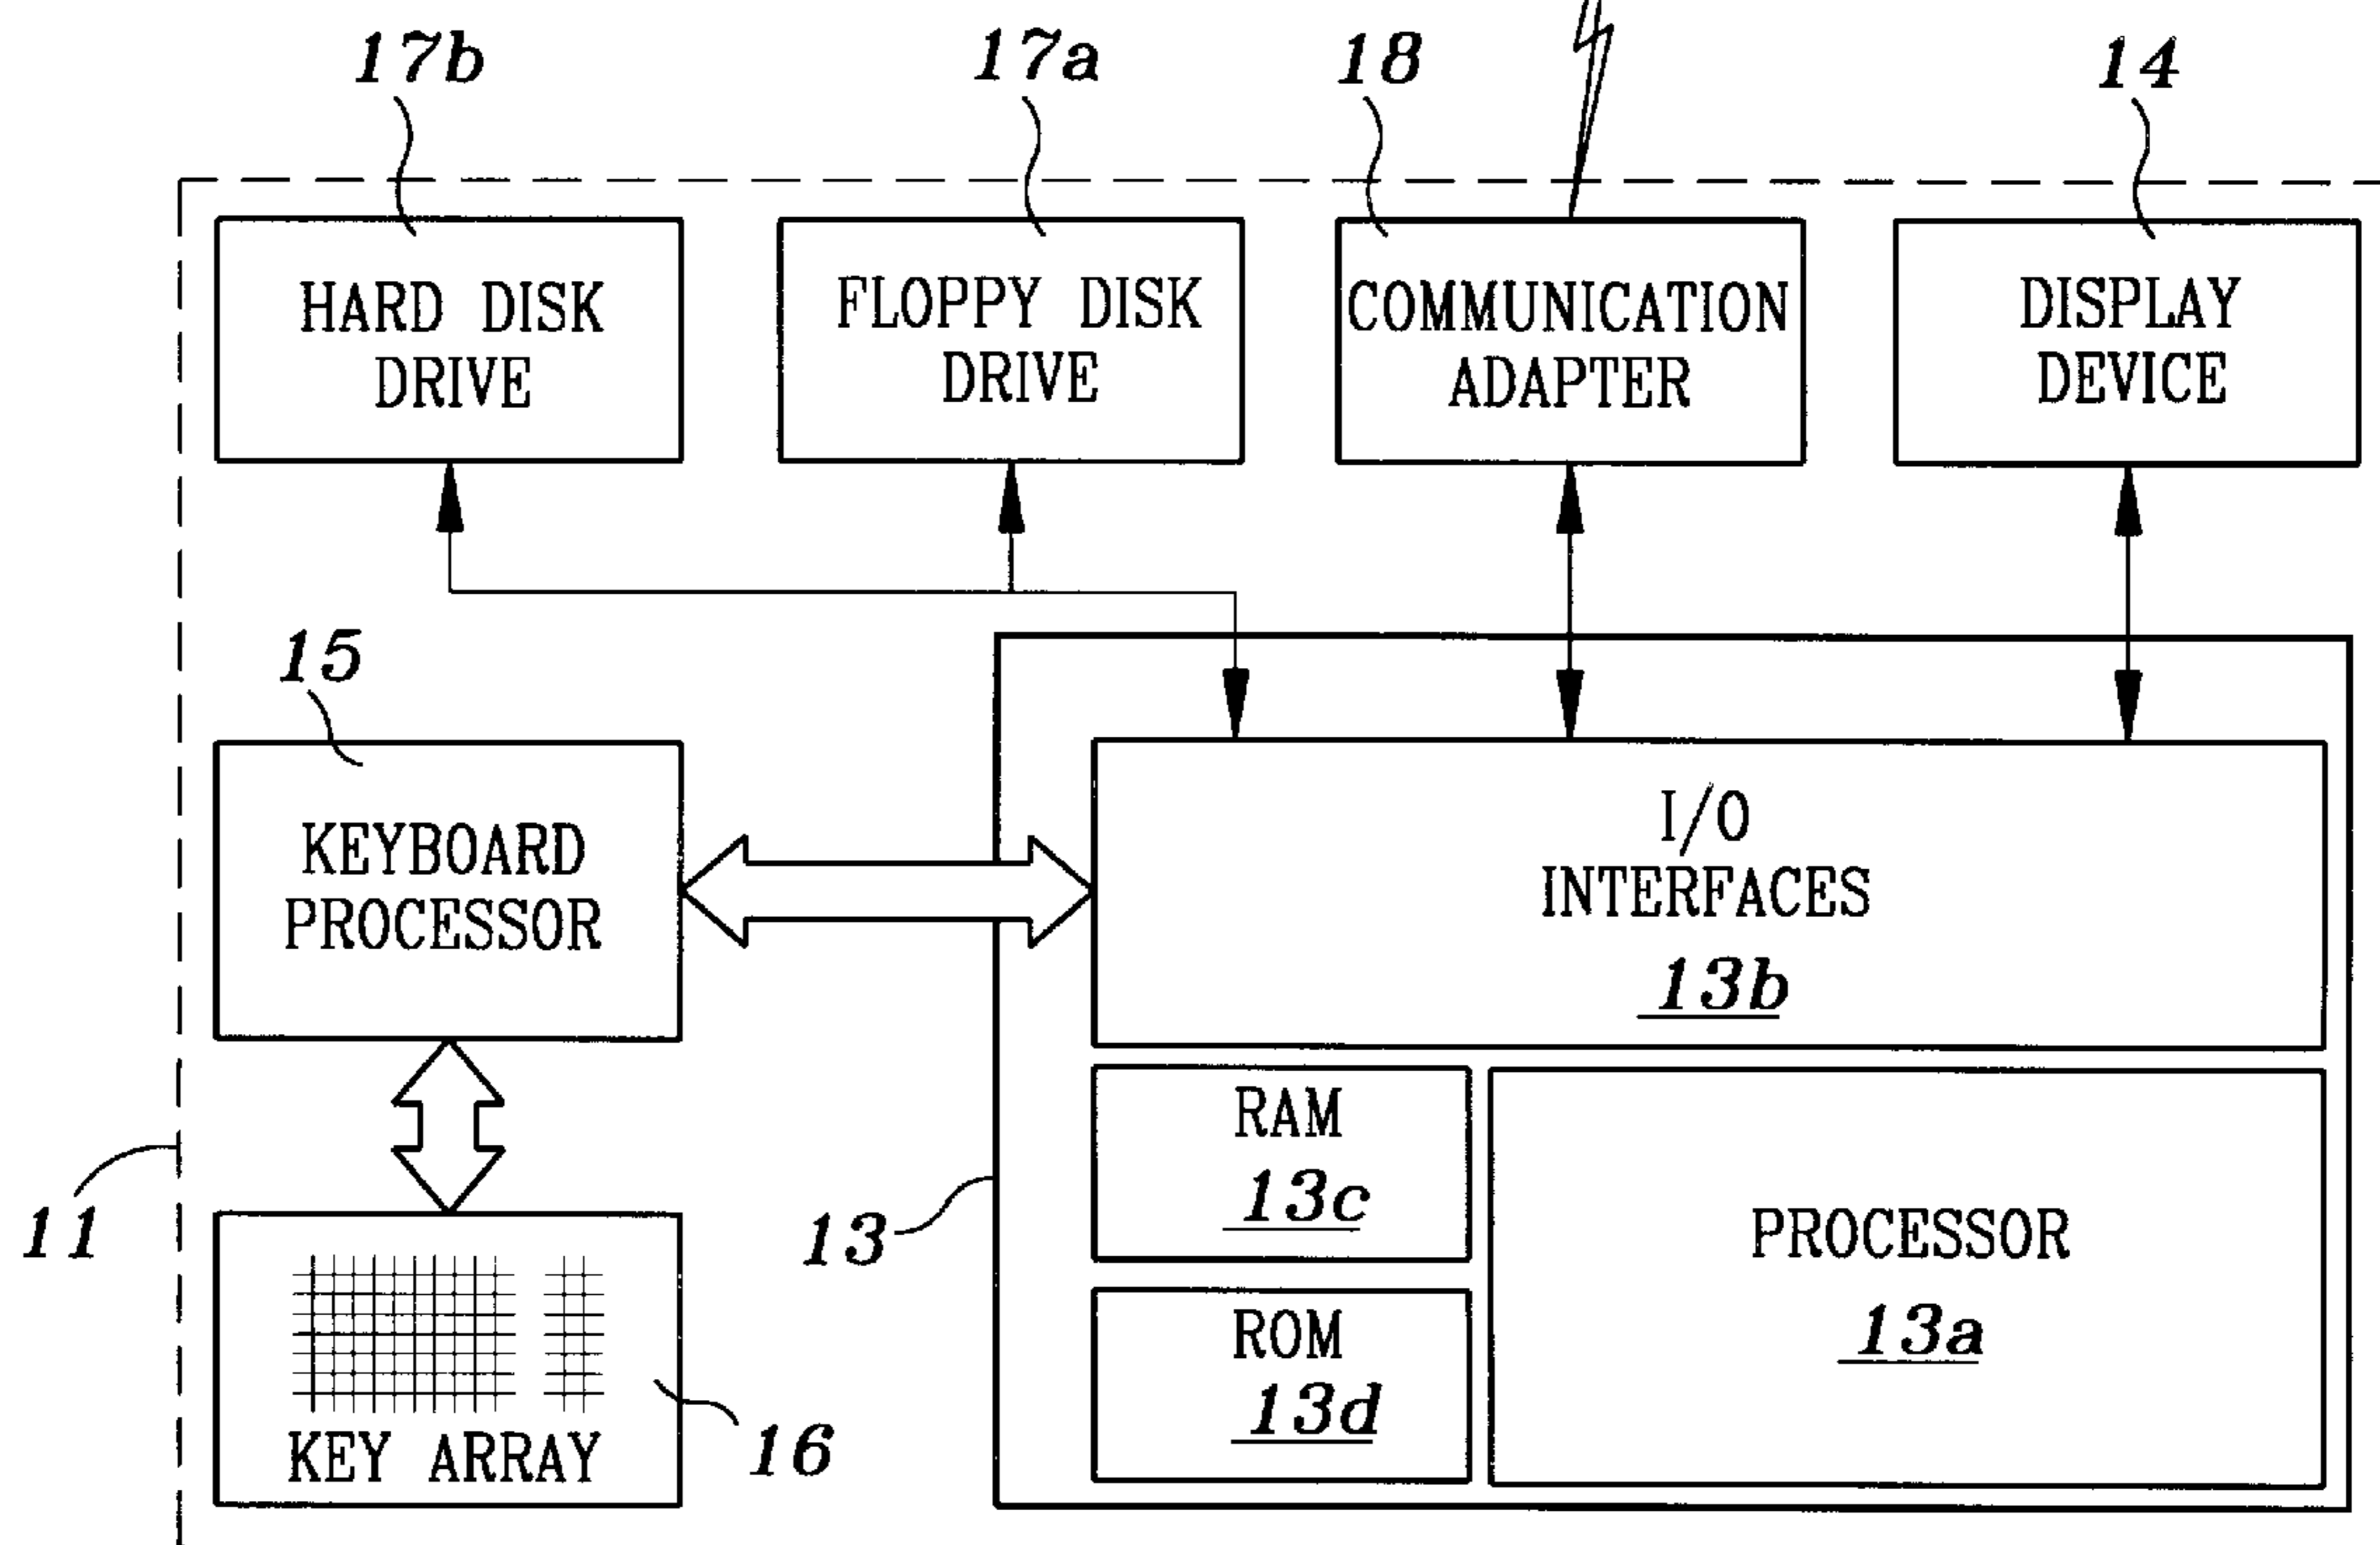 17b
17a
18
14
HARD DISK
DRIVE
FLOPPY DISK
DRIVE
COMMUNICATION
ADAPTER
DISPLAY
DEVICE
15
KEYBOARD
PROCESSOR
I/O
INTERFACES
13b
RAM
13c
11
13
PROCESSOR
13a
ROM
13d
KEY ARRAY
16